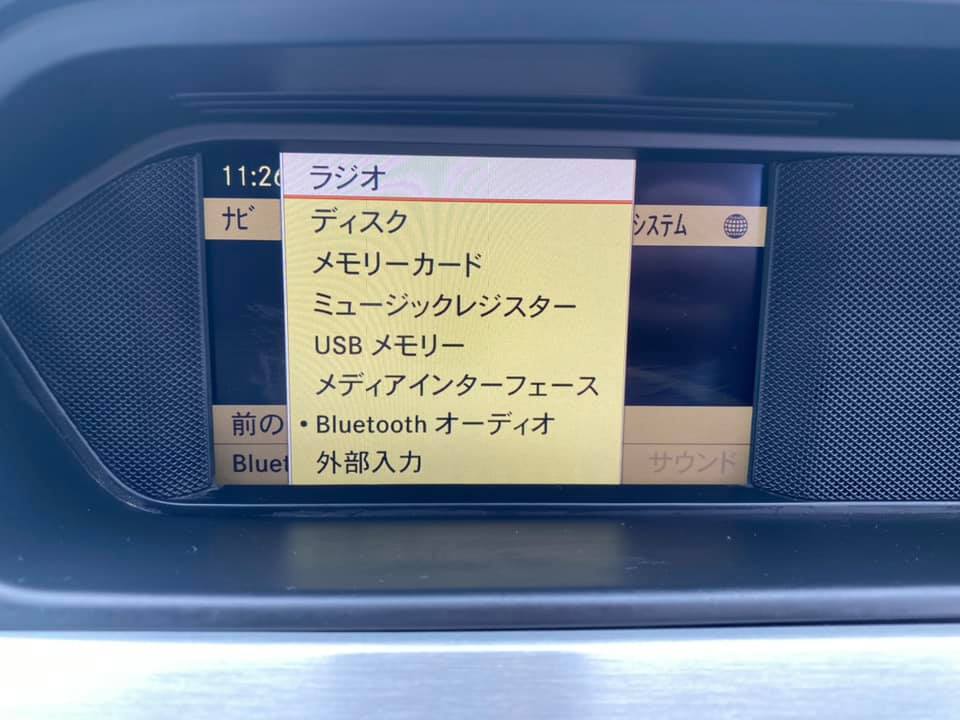 11:26
ラジオ
ナビ
システム
ディスク
メモリーカード
ミュージックレジスター
USB メモリー
メディアインターフェース
前の
• Bluetooth オーディオ
外部入力
サウンド